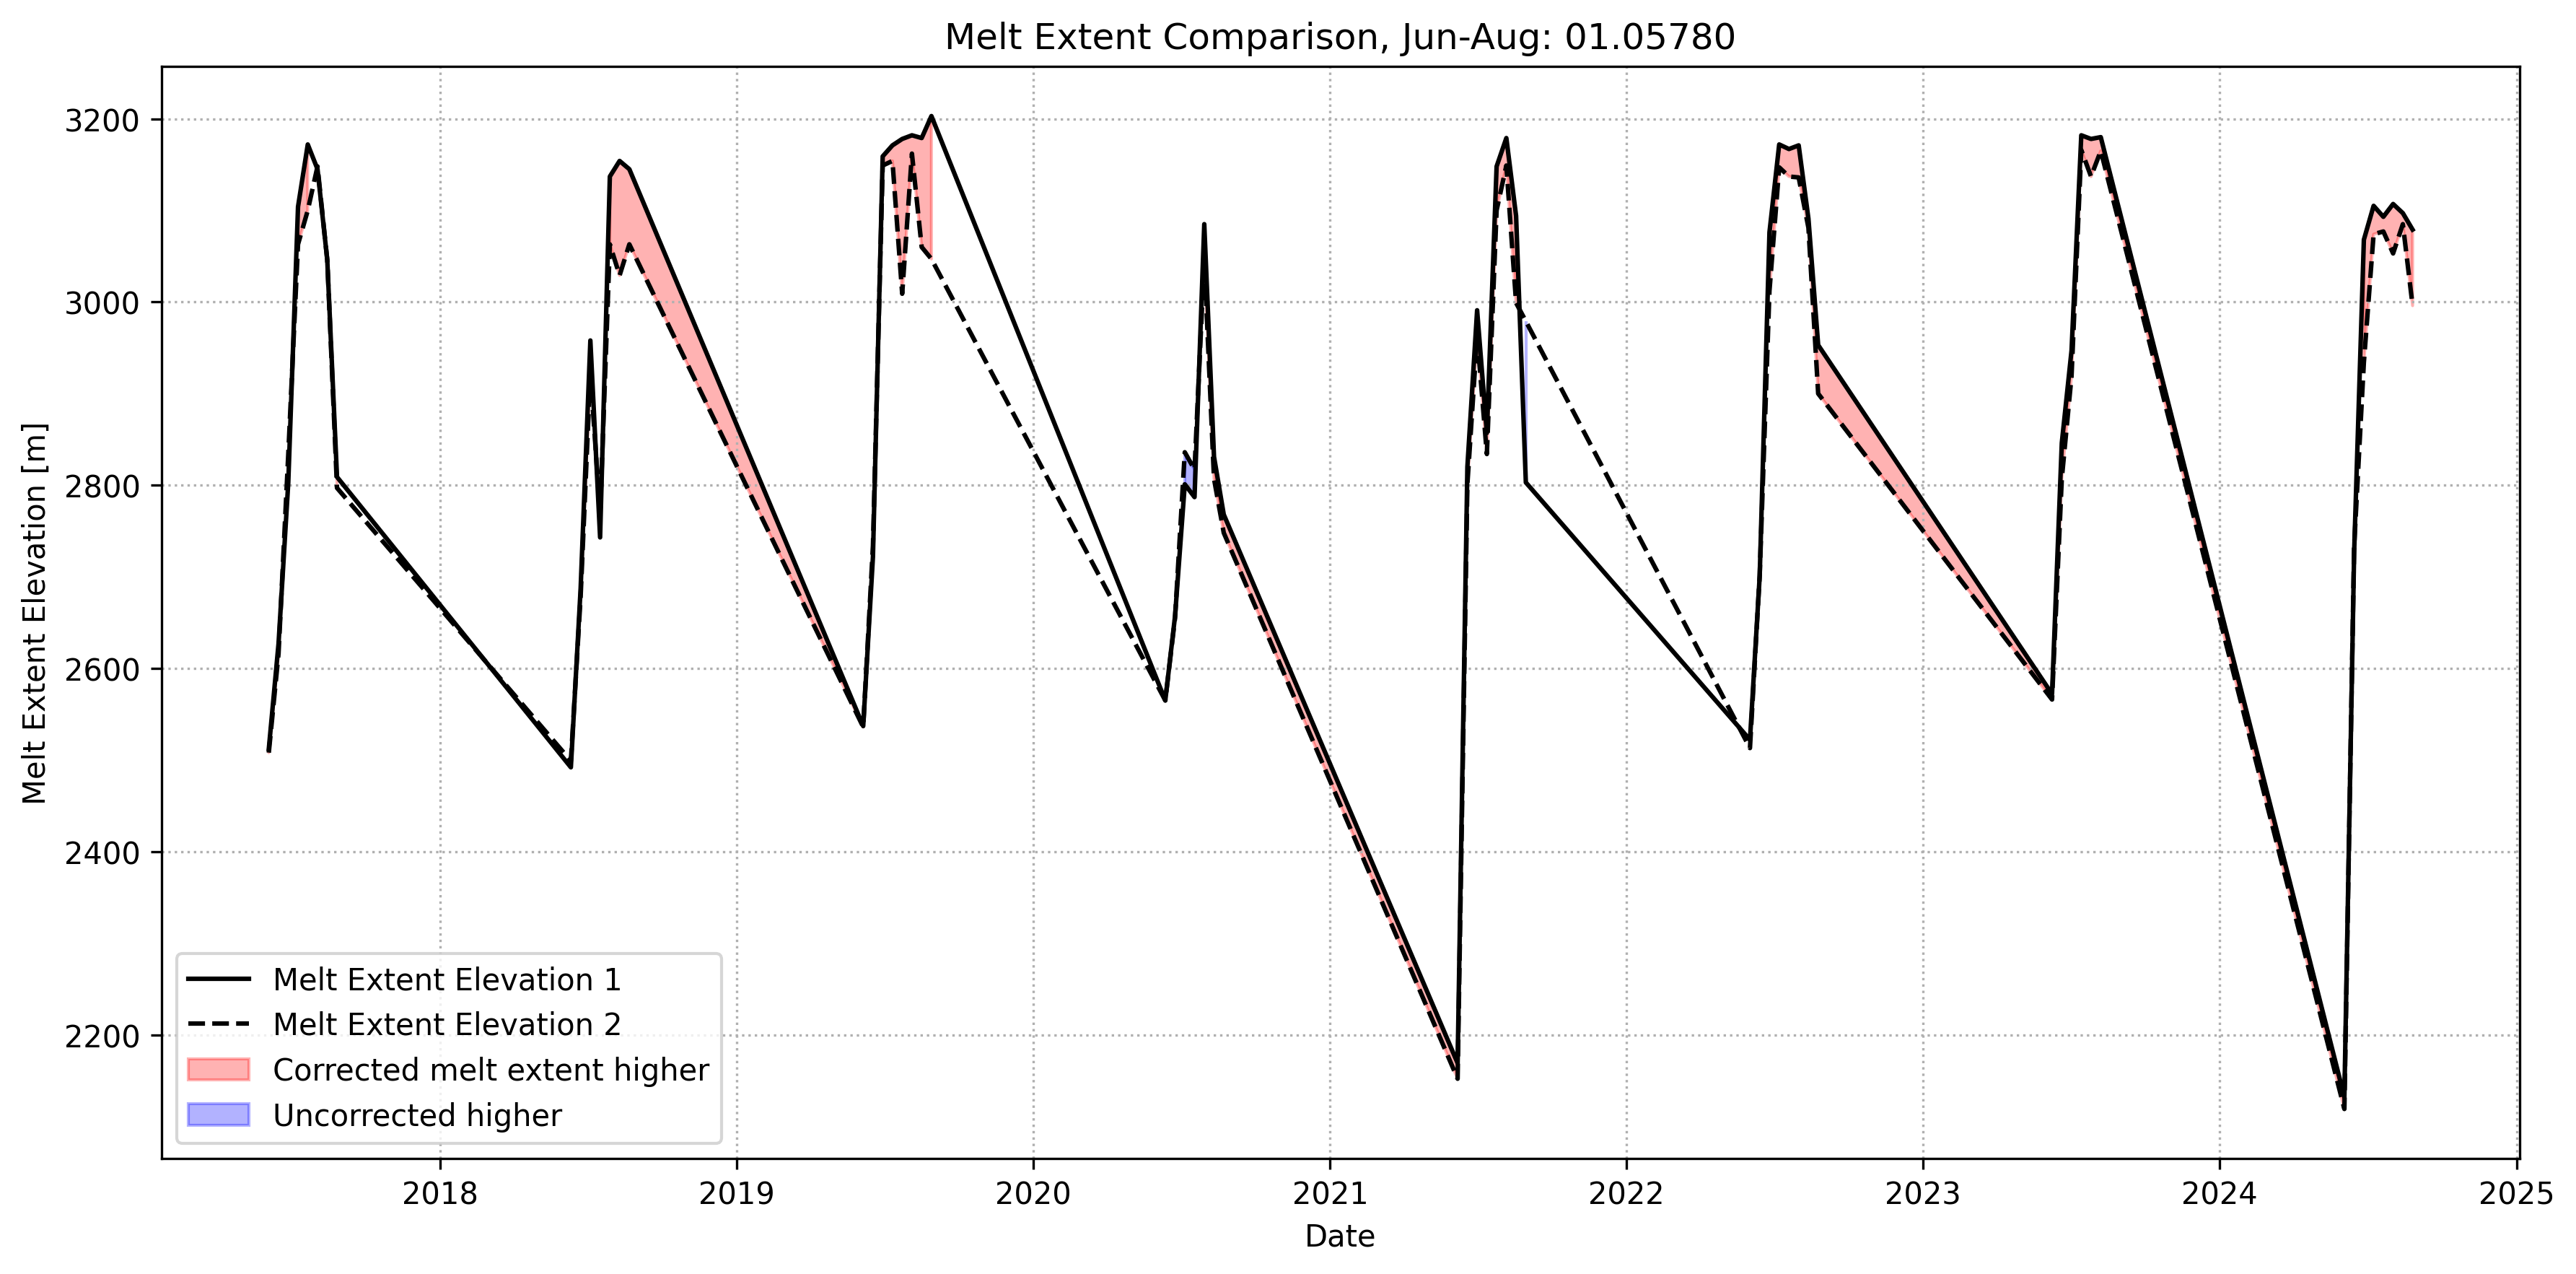 Melt Extent Comparison, Jun-Aug: 01.05780
Melt Extent Elevation [m]
3200
3000
2800
2600
2400
2200
Melt Extent Elevation 1
Melt Extent Elevation 2
Corrected melt extent higher
Uncorrected higher
2018 2019 2020 2021 2022 2023 2024 2025
Date